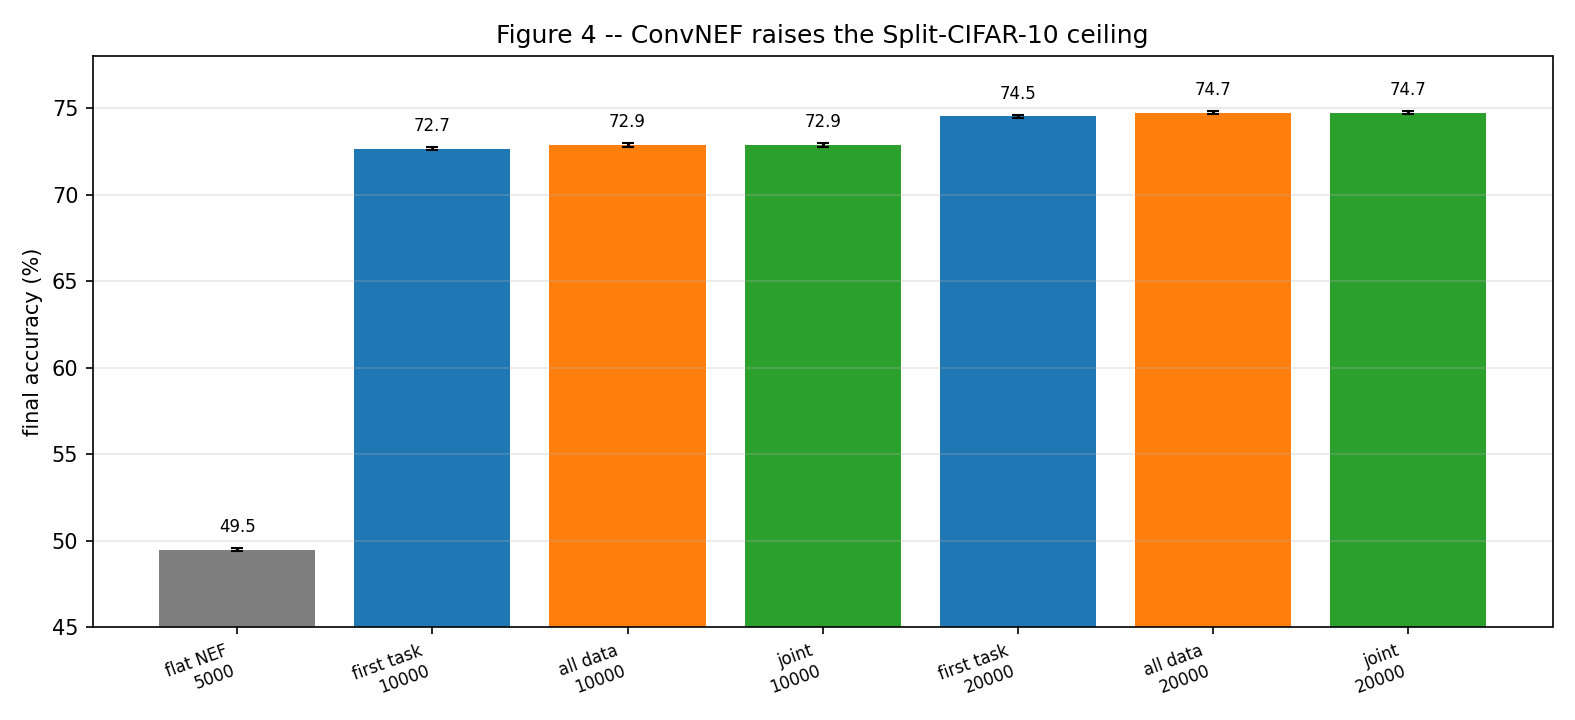 Figure 4 -- ConvNEF raises the Split-CIFAR-10 ceiling
final accuracy (%)
75
70
65
60
55
50
45
49.5
72.7
72.9
72.9
74.5
74.7
74.7
flat NEF
5000
first task
10000
all data
10000
joint
10000
first task
20000
all data
20000
joint
20000